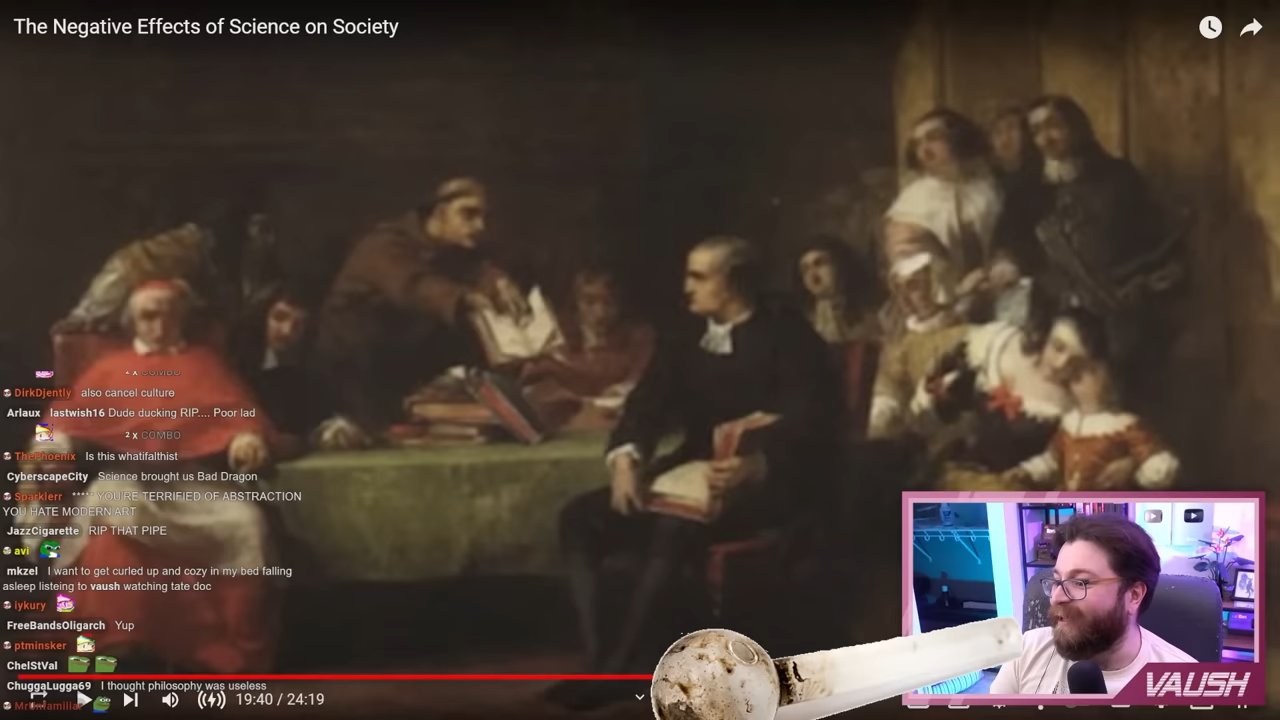 The Negative Effects of Science on Society
DirkDjently also cancel culture
Arlaux lastwish16 Dude ducking RIP.... Poor lad
2 x COMBO
ThePhoenix Is this whatifalthist
CyberscapeCity Science brought us Bad Dragon
Sparklerr **** YOU'RE TERRIFIED OF ABSTRACTION
YOU HATE MODERN ART
JazzCigarette RIP THAT PIPE
avi
mkzel I want to get curled up and cozy in my bed falling
asleep listeing to vaush watching tate doc
iykury
FreeBandsOligarch Yup
ptminsker
ChelStVal
ChuggaLugga69 I thought philosophy was useless
19:40 / 24:19
VAUSH